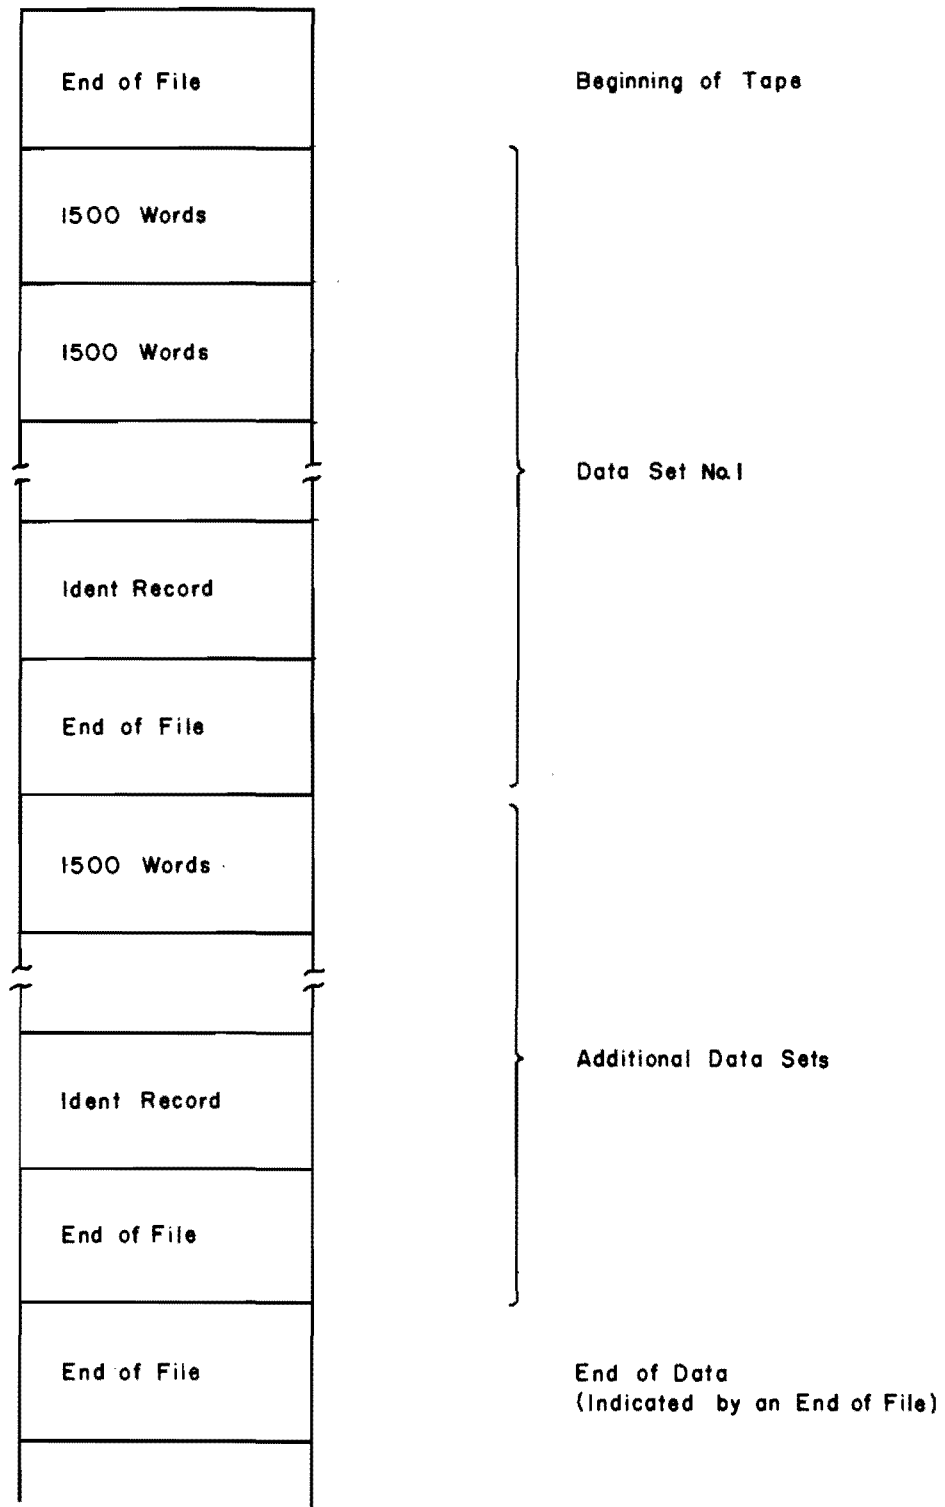 End of File
Beginning of Tape
1500 Words
1500 Words
Data Set No. 1
Ident Record
End of File
1500 Words
Additional Data Sets
Ident Record
End of File
End of File
End of Data
(Indicated by an End of File)